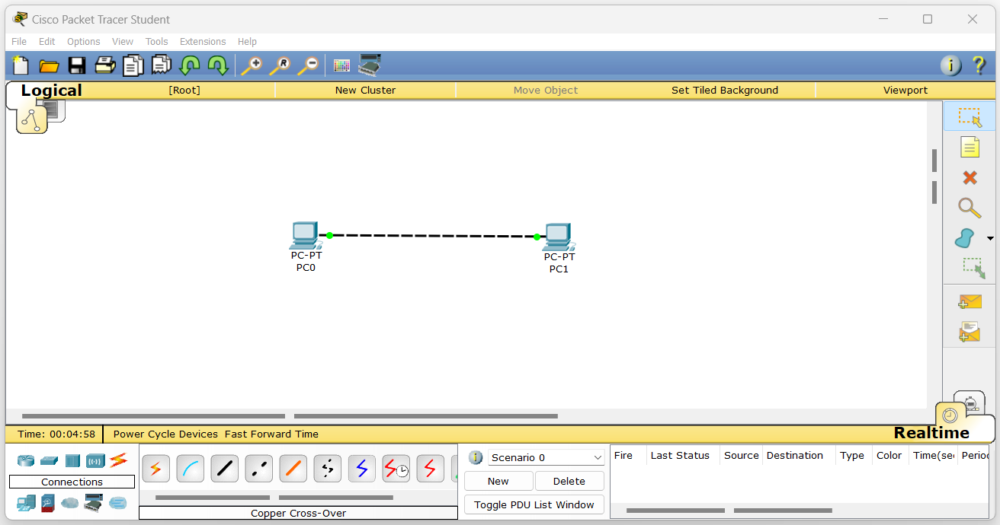 Cisco Packet Tracer Student
File Edit Options View Tools Extensions Help
R
i ?
Logical [Root] New Cluster Move Object Set Tiled Background Viewport
PC-PT
PC0
PC-PT
PC1
Time: 00:04:58 Power Cycle Devices Fast Forward Time
Realtime
Connections
Copper Cross-Over
i Scenario 0
New Delete
Toggle PDU List Window
Fire Last Status Source Destination Type Color Time(sec Period